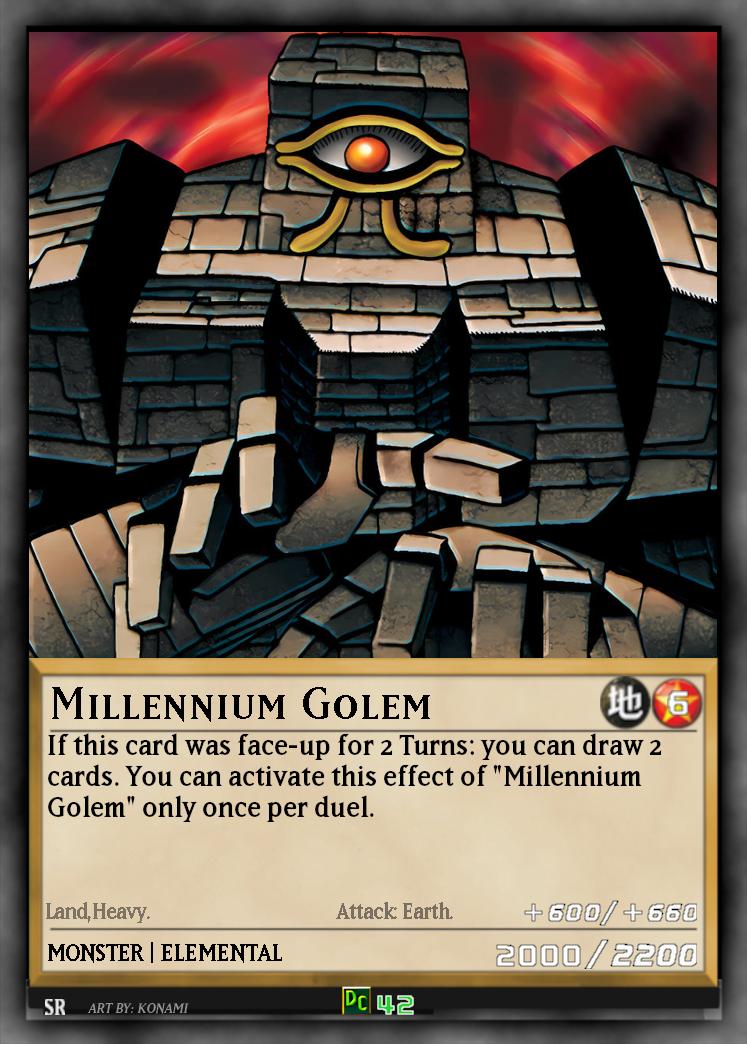 MILLENNIUM GOLEM 地 6
If this card was face-up for 2 Turns: you can draw 2
cards. You can activate this effect of "Millennium
Golem" only once per duel.
Land,Heavy. Attack: Earth. +600/+660
MONSTER | ELEMENTAL 2000/2200
SR ART BY: KONAMI DC 42